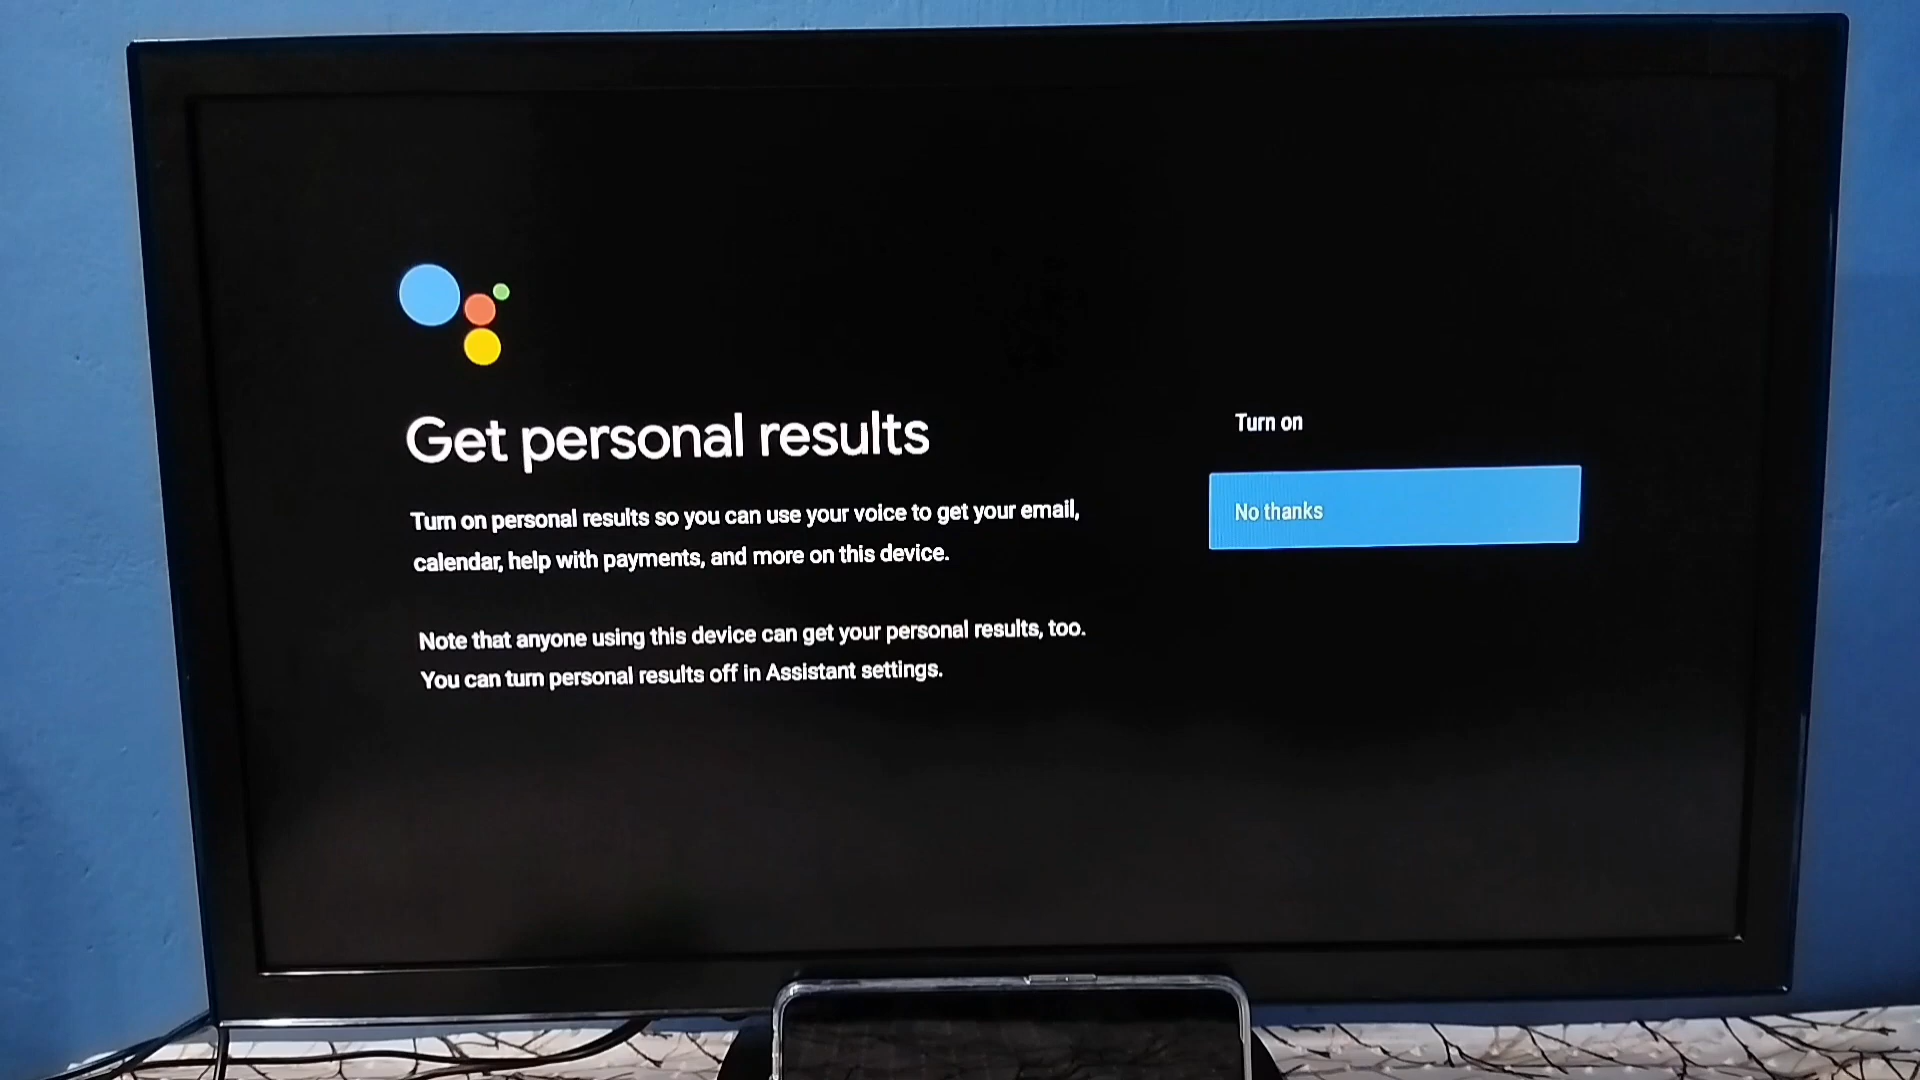 Get personal results
Turn on personal results so you can use your voice to get your email,
calendar, help with payments, and more on this device.
Note that anyone using this device can get your personal results, too.
You can turn personal results off in Assistant settings.
Turn on
No thanks